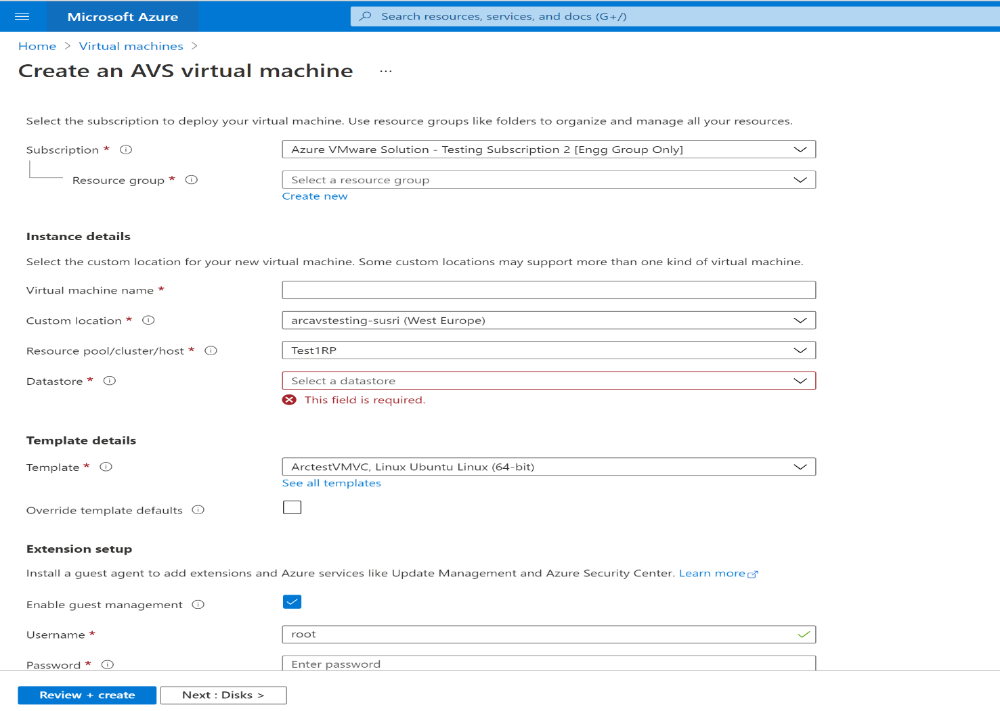 Microsoft Azure
Search resources, services, and docs (G+/)
Home > Virtual machines >
Create an AVS virtual machine ...
Select the subscription to deploy your virtual machine. Use resource groups like folders to organize and manage all your resources.
Subscription * Azure VMware Solution - Testing Subscription 2 [Engg Group Only]
Resource group * Select a resource group
Create new
Instance details
Select the custom location for your new virtual machine. Some custom locations may support more than one kind of virtual machine.
Virtual machine name *
Custom location * arcavstesting-susri (West Europe)
Resource pool/cluster/host * Test1RP
Datastore * Select a datastore
This field is required.
Template details
Template * ArctestVMVC, Linux Ubuntu Linux (64-bit)
See all templates
Override template defaults
Extension setup
Install a guest agent to add extensions and Azure services like Update Management and Azure Security Center. Learn more
Enable guest management
Username * root
Password * Enter password
Review + create Next : Disks >